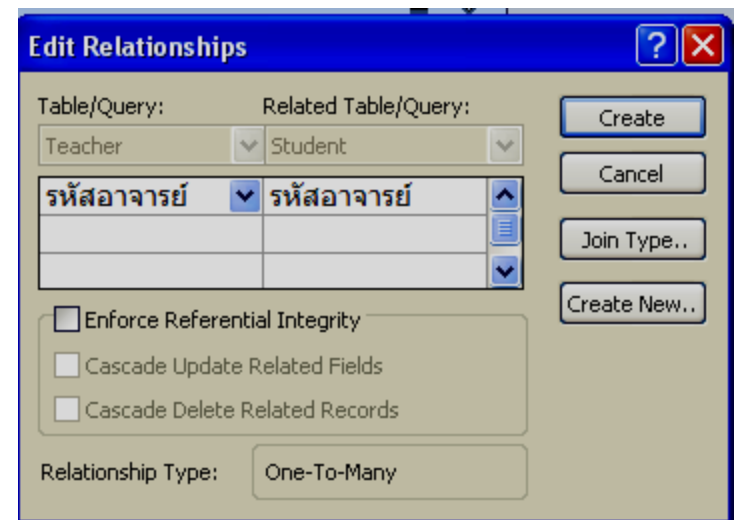 Edit Relationships
Table/Query: Related Table/Query:
Teacher Student
รหัสอาจารย์ รหัสอาจารย์
Enforce Referential Integrity
Cascade Update Related Fields
Cascade Delete Related Records
Relationship Type: One-To-Many
Create
Cancel
Join Type..
Create New..